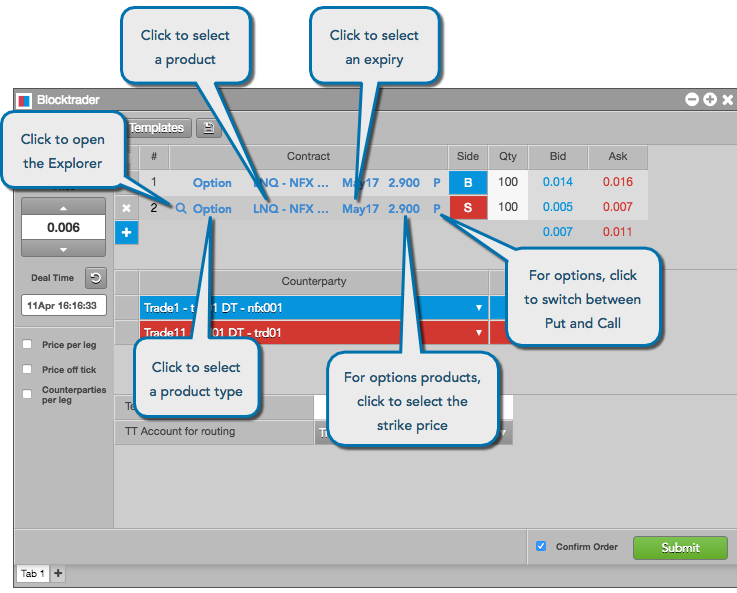 Click to select
a product
Click to select
an expiry
Blocktrader
Click to open
the Explorer
Templates
# Contract Side Qty Bid Ask
1 Option LNQ - NFX ... May17 2.900 P B 100 0.014 0.016
2 Option LNQ - NFX ... May17 2.900 P S 100 0.005 0.007
0.007 0.011
0.006
Deal Time
11Apr 16:16:33
For options, click
to switch between
Put and Call
Counterparty
Trade1 - 1 DT - nfx001
Trade11 01 DT - trd01
Price per leg
Price off tick
Counterparties
per leg
Click to select
a product type
For options products,
click to select the
strike price
TT Account for routing
Confirm Order
Submit
Tab 1 +